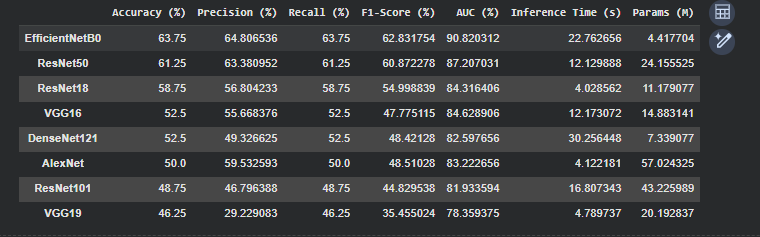 Accuracy (%) Precision (%) Recall (%) F1-Score (%) AUC (%) Inference Time (s) Params (M)
EfficientNetB0 63.75 64.806536 63.75 62.831754 90.820312 22.762656 4.417704
ResNet50 61.25 63.380952 61.25 60.872278 87.207031 12.129888 24.155525
ResNet18 58.75 56.804233 58.75 54.998839 84.316406 4.028562 11.179077
VGG16 52.5 55.668376 52.5 47.775115 84.628906 12.173072 14.883141
DenseNet121 52.5 49.326625 52.5 48.42128 82.597656 30.256448 7.339077
AlexNet 50.0 59.532593 50.0 48.51028 83.222656 4.122181 57.024325
ResNet101 48.75 46.796388 48.75 44.829538 81.933594 16.807343 43.225989
VGG19 46.25 29.229083 46.25 35.455024 78.359375 4.789737 20.192837